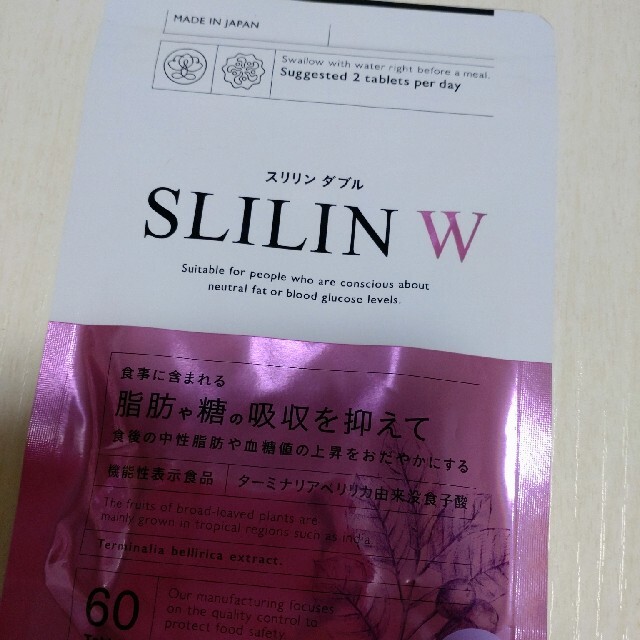 MADE IN JAPAN
Swallow with water right before a meal.
Suggested 2 tablets per day
スリリン ダブル
SLILIN W
Suitable for people who are conscious about
neutral fat or blood glucose levels.
食事に含まれる
脂肪や糖の吸収を抑えて
食後の中性脂肪や血糖値の上昇をおだやかにする
機能性表示食品 ターミナリアベリリカ由来没食子酸
The fruits of broad-leaved plants are
mainly grown in tropical regions such as India.
Terminalia bellirica extract.
60
Our manufacturing focuses
on the quality control to
protect food safety